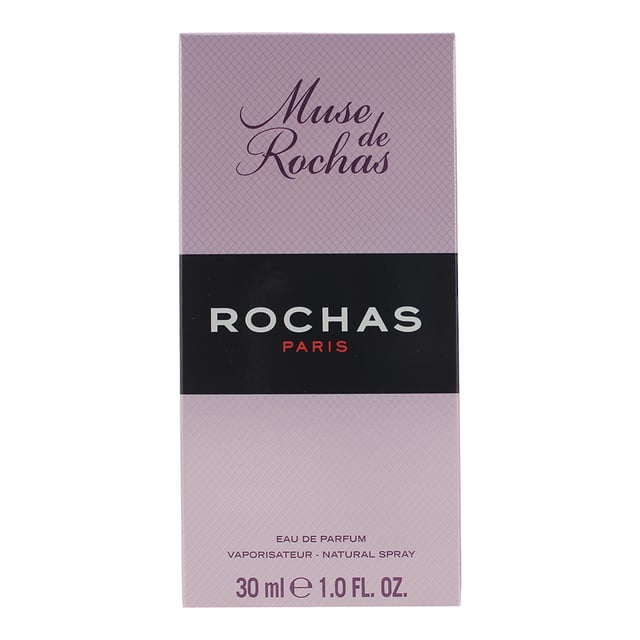 Muse
de
Rochas
ROCHAS
PARIS
EAU DE PARFUM
VAPORISATEUR - NATURAL SPRAY
30 ml ℮ 1.0 FL. OZ.